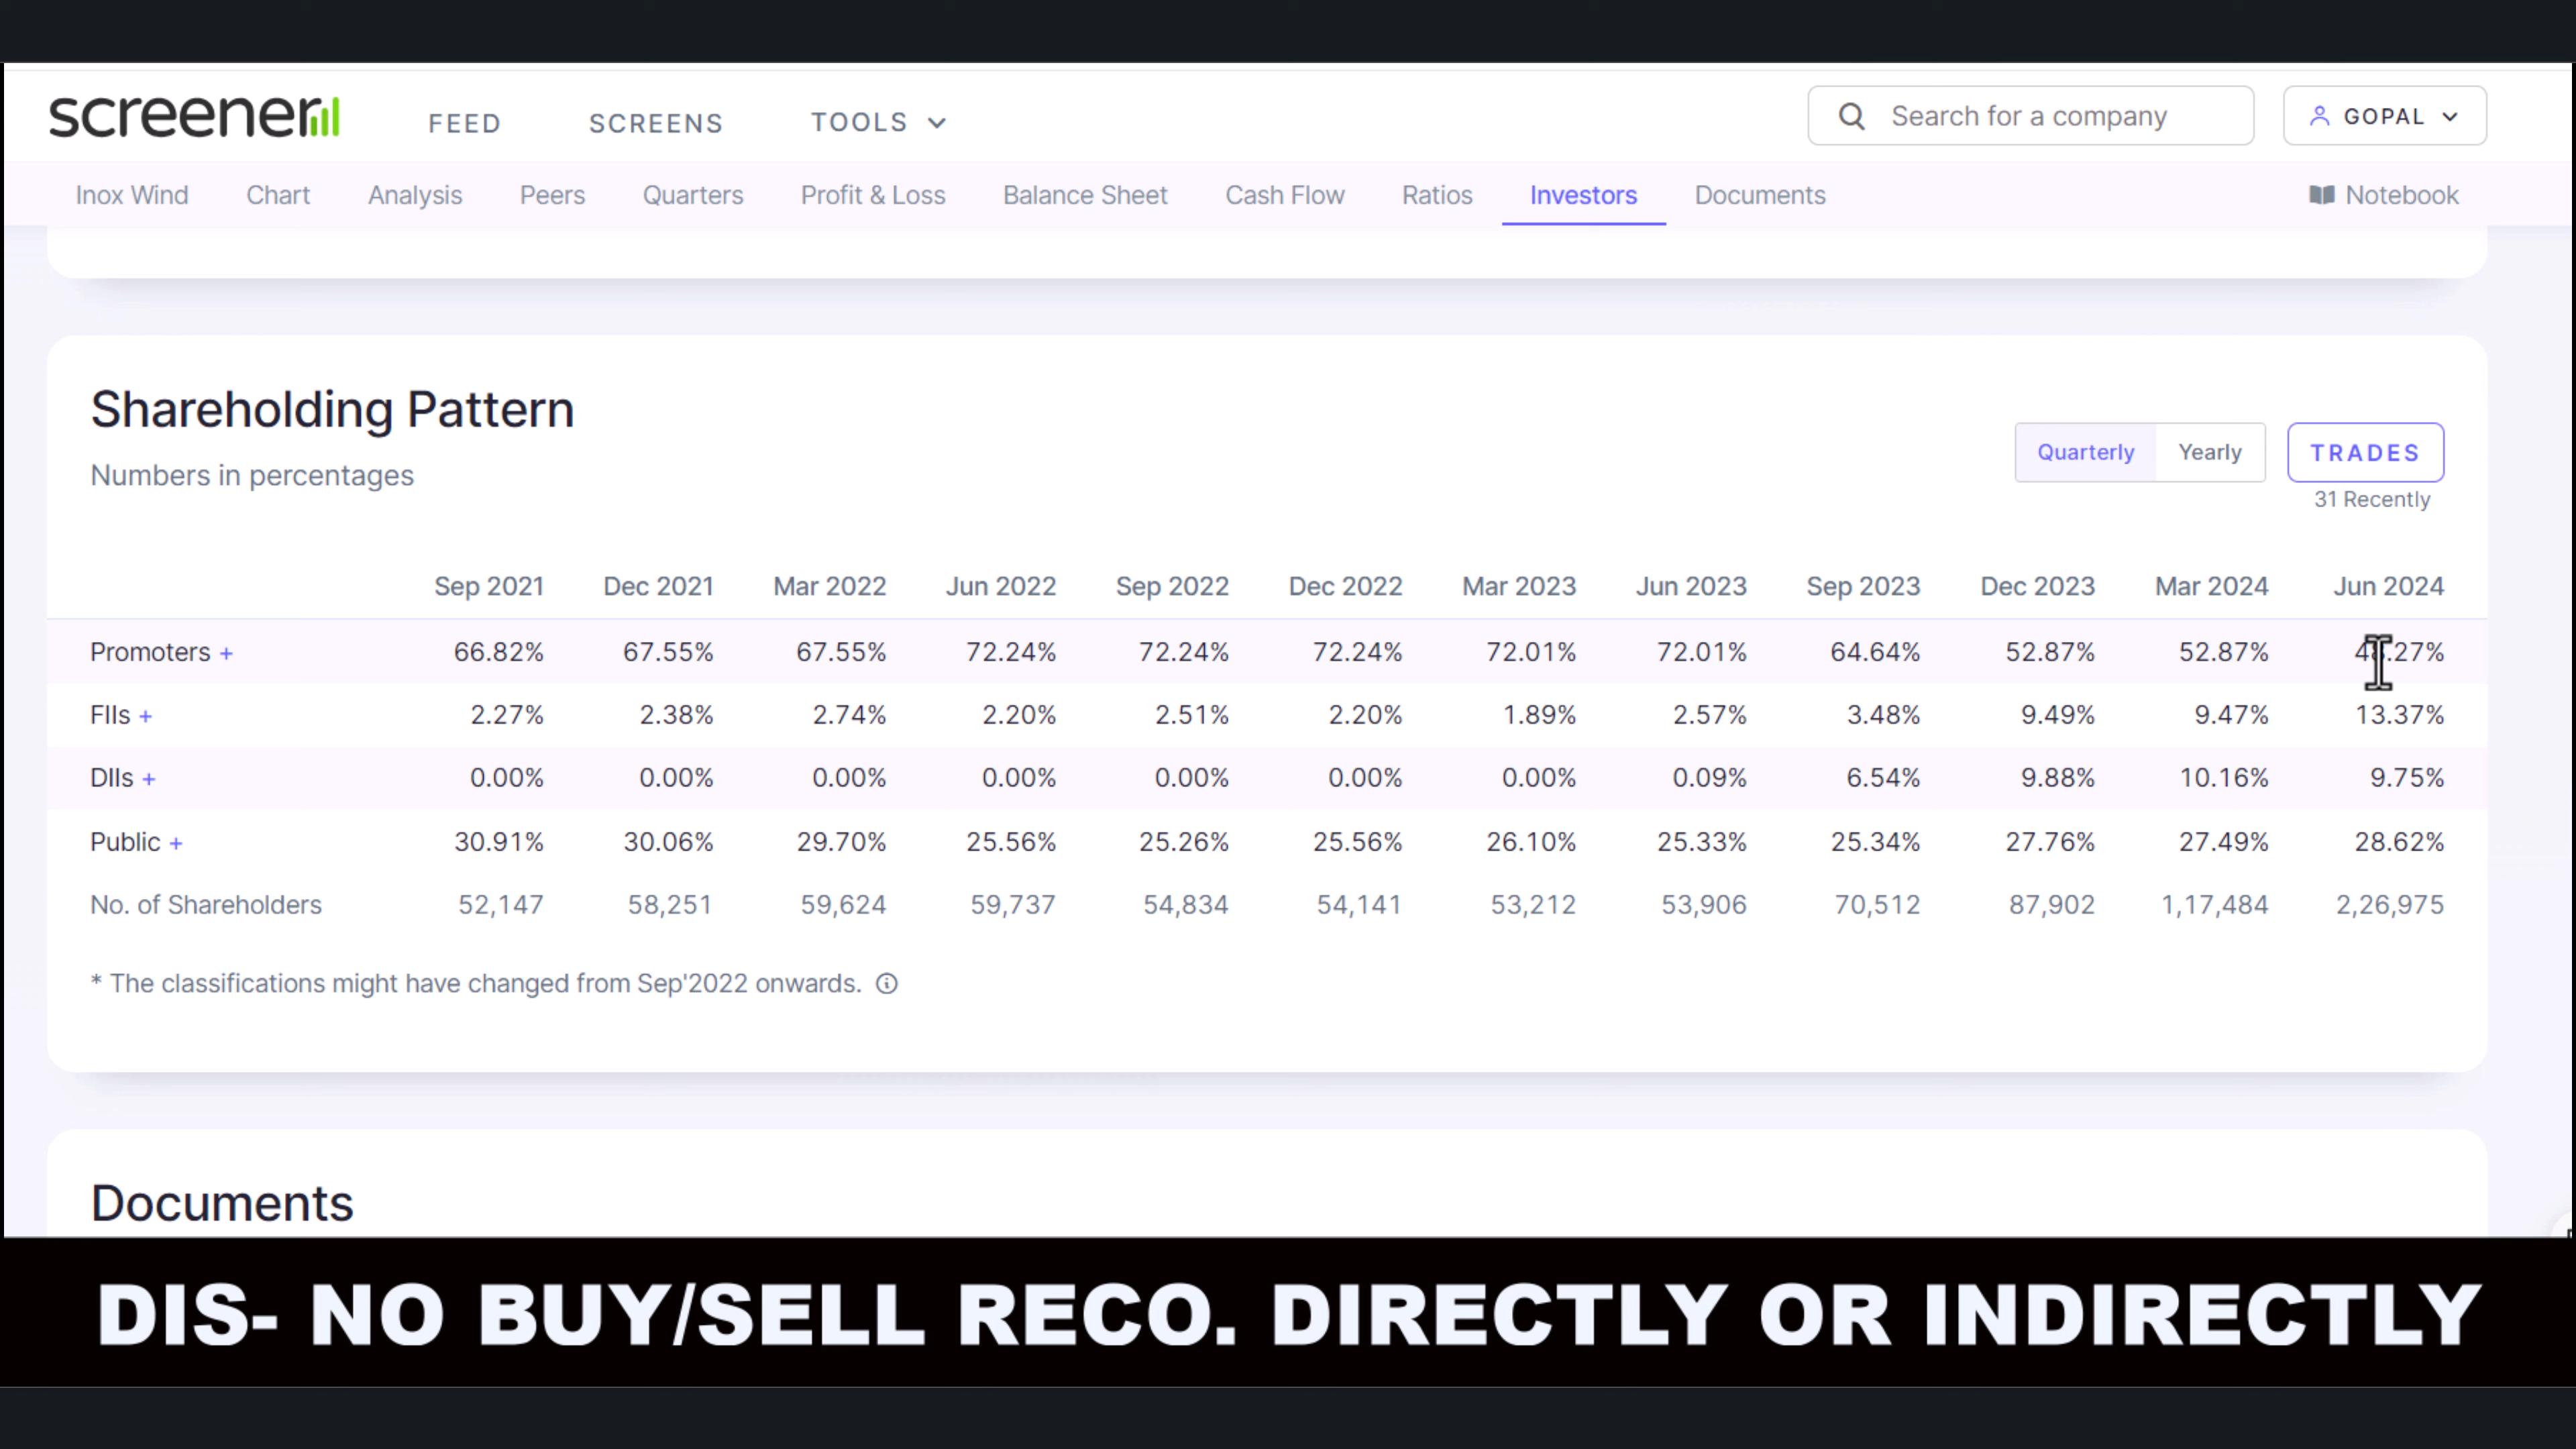 screener FEED SCREENS TOOLS Search for a company GOPAL
Inox Wind Chart Analysis Peers Quarters Profit & Loss Balance Sheet Cash Flow Ratios Investors Documents Notebook
Shareholding Pattern
Numbers in percentages
Quarterly Yearly TRADES
31 Recently
Sep 2021 Dec 2021 Mar 2022 Jun 2022 Sep 2022 Dec 2022 Mar 2023 Jun 2023 Sep 2023 Dec 2023 Mar 2024 Jun 2024
Promoters + 66.82% 67.55% 67.55% 72.24% 72.24% 72.24% 72.01% 72.01% 64.64% 52.87% 52.87%
FIIs + 2.27% 2.38% 2.74% 2.20% 2.51% 2.20% 1.89% 2.57% 3.48% 9.49% 9.47% 13.37%
DIIs + 0.00% 0.00% 0.00% 0.00% 0.00% 0.00% 0.00% 0.09% 6.54% 9.88% 10.16% 9.75%
Public + 30.91% 30.06% 29.70% 25.56% 25.26% 25.56% 26.10% 25.33% 25.34% 27.76% 27.49% 28.62%
No. of Shareholders 52,147 58,251 59,624 59,737 54,834 54,141 53,212 53,906 70,512 87,902 1,17,484 2,26,975
* The classifications might have changed from Sep'2022 onwards.
Documents
DIS- NO BUY/SELL RECO. DIRECTLY OR INDIRECTLY